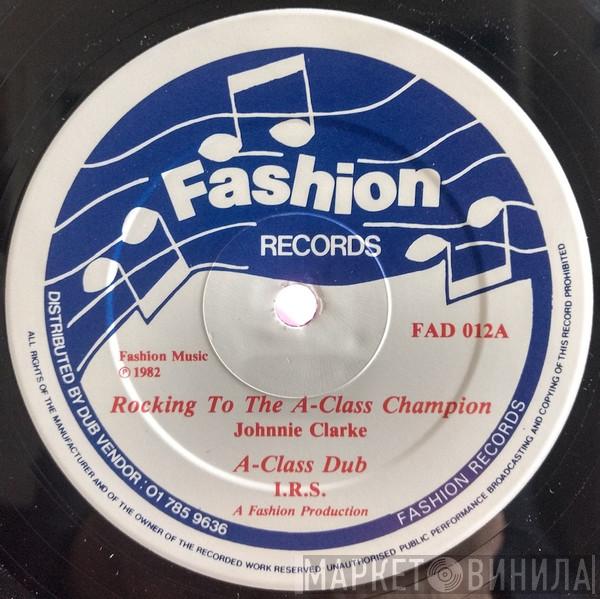 Fashion
RECORDS
FAD 012A
Fashion Music
℗ 1982
Rocking To The A-Class Champion
Johnnie Clarke
A-Class Dub
I.R.S.
A Fashion Production
DISTRIBUTED BY DUB VENDOR : 01 785 9636
FASHION RECORDS
ALL RIGHTS OF THE MANUFACTURER AND OF THE OWNER OF THE RECORDED WORK RESERVED. UNAUTHORISED PUBLIC PERFORMANCE BROADCASTING AND COPYING OF THIS RECORD PROHIBITED
МАРКЕТ ВИНИЛА